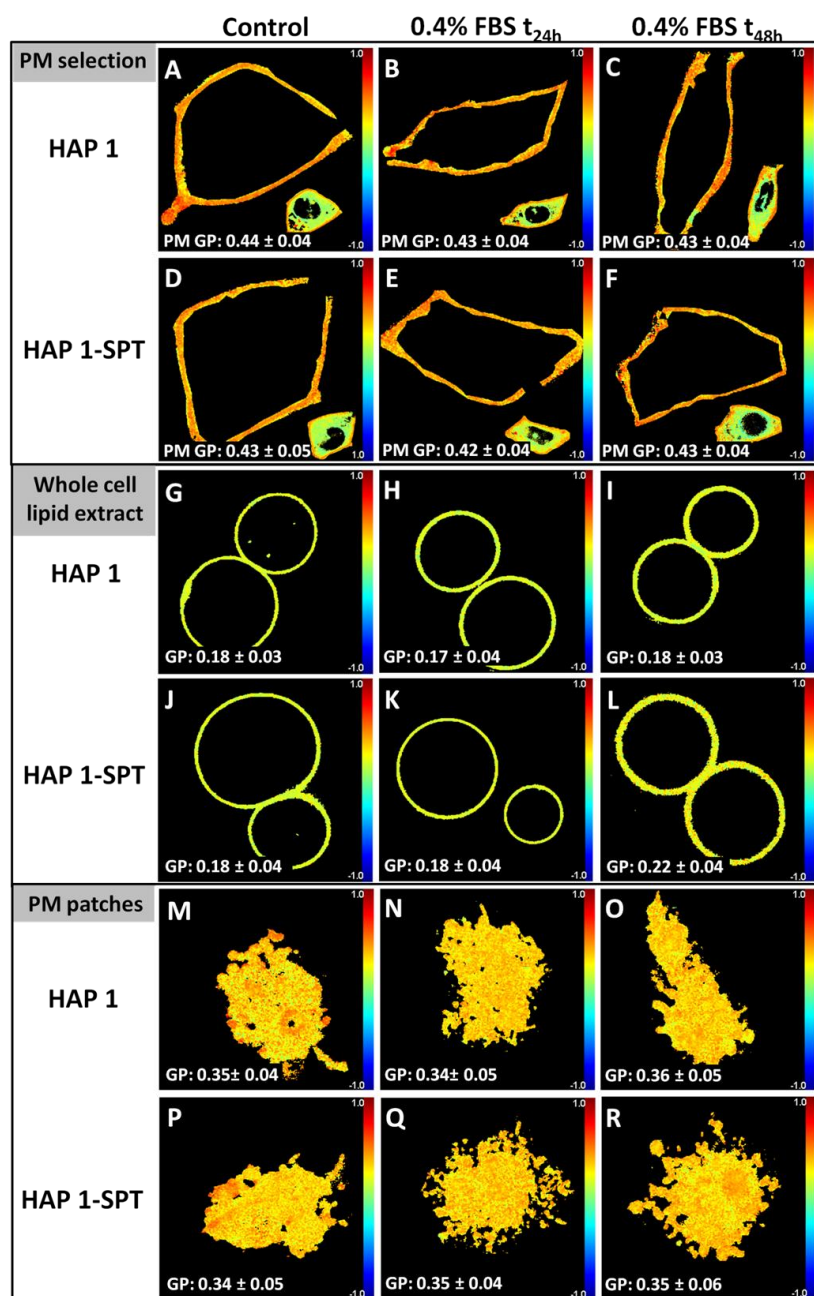 Control 0.4% FBS t24h 0.4% FBS t48h
PM selection
HAP 1
A 1.0 PM GP: 0.44 ± 0.04 -1.0
B 1.0 PM GP: 0.43 ± 0.04 -1.0
C 1.0 PM GP: 0.43 ± 0.04 -1.0
HAP 1-SPT
D 1.0 PM GP: 0.43 ± 0.05 1.0
E 1.0 PM GP: 0.42 ± 0.04 -1.0
F 1.0 PM GP: 0.43 ± 0.04 -1.0
Whole cell
lipid extract
HAP 1
G 1.0 GP: 0.18 ± 0.03 -1.0
H 1.0 GP: 0.17 ± 0.04 -1.0
I 1.0 GP: 0.18 ± 0.03 -1.0
HAP 1-SPT
J 1.0 GP: 0.18 ± 0.04 -1.0
K 1.0 GP: 0.18 ± 0.04 -1.0
L 1.0 GP: 0.22 ± 0.04 -1.0
PM patches
HAP 1
M 1.0 GP: 0.35± 0.04 -1.0
N 1.0 GP: 0.34± 0.05 -1.0
O 1.0 GP: 0.36 ± 0.05 -1.0
HAP 1-SPT
P 1.0 GP: 0.34 ± 0.05 -1.0
Q 1.0 GP: 0.35 ± 0.04 -1.0
R 1.0 GP: 0.35 ± 0.06 -1.0